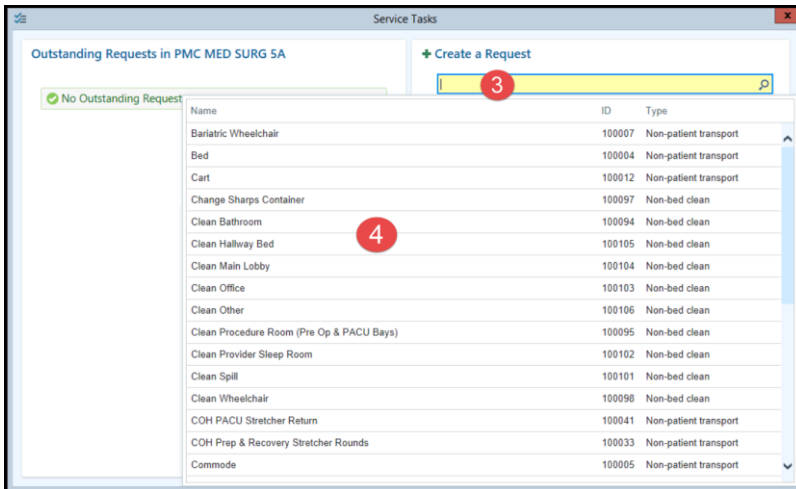 Service Tasks
x
Outstanding Requests in PMC MED SURG 5A
+ Create a Request
3
No Outstanding Request
Name ID Type
Bariatric Wheelchair 100007 Non-patient transport
Bed 100004 Non-patient transport
Cart 100012 Non-patient transport
Change Sharps Container 100097 Non-bed clean
Clean Bathroom 100094 Non-bed clean
4
Clean Hallway Bed 100105 Non-bed clean
Clean Main Lobby 100104 Non-bed clean
Clean Office 100103 Non-bed clean
Clean Other 100106 Non-bed clean
Clean Procedure Room (Pre Op & PACU Bays) 100095 Non-bed clean
Clean Provider Sleep Room 100102 Non-bed clean
Clean Spill 100101 Non-bed clean
Clean Wheelchair 100098 Non-bed clean
COH PACU Stretcher Return 100041 Non-patient transport
COH Prep & Recovery Stretcher Rounds 100033 Non-patient transport
Commode 100005 Non-patient transport